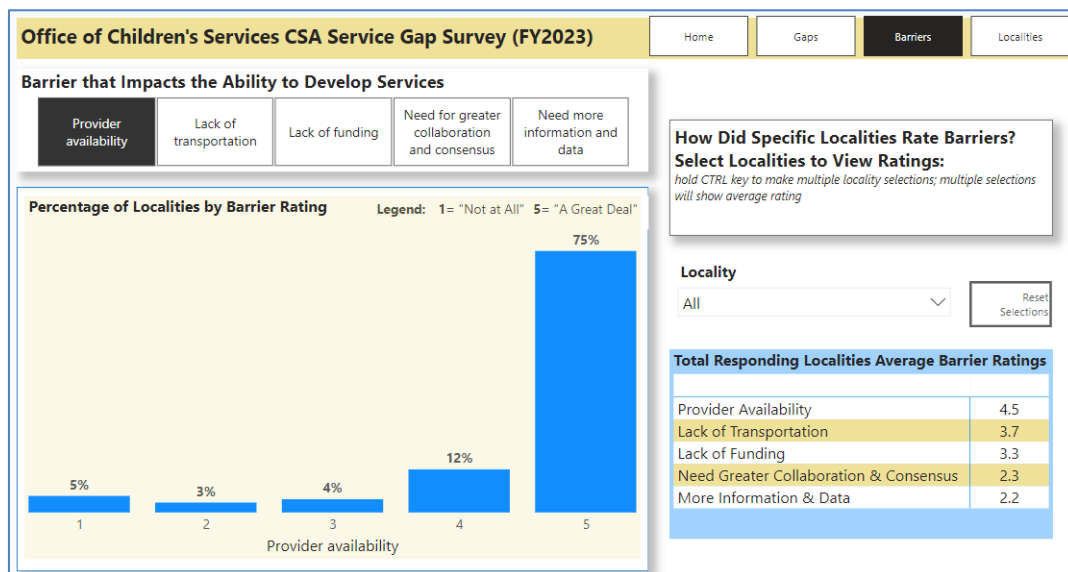 Office of Children's Services CSA Service Gap Survey (FY2023)
Home
Gaps
Barriers
Localities
Barrier that Impacts the Ability to Develop Services
Provider
availability
Lack of
transportation
Lack of funding
Need for greater
collaboration
and consensus
Need more
information and
data
How Did Specific Localities Rate Barriers?
Select Localities to View Ratings:
hold CTRL key to make multiple locality selections; multiple selections
will show average rating
Percentage of Localities by Barrier Rating
Legend: 1= "Not at All" 5= "A Great Deal"
75%
12%
5%
3%
4%
1
2
3
4
5
Provider availability
Locality
All
Reset
Selections
Total Responding Localities Average Barrier Ratings
Provider Availability 4.5
Lack of Transportation 3.7
Lack of Funding 3.3
Need Greater Collaboration & Consensus 2.3
More Information & Data 2.2